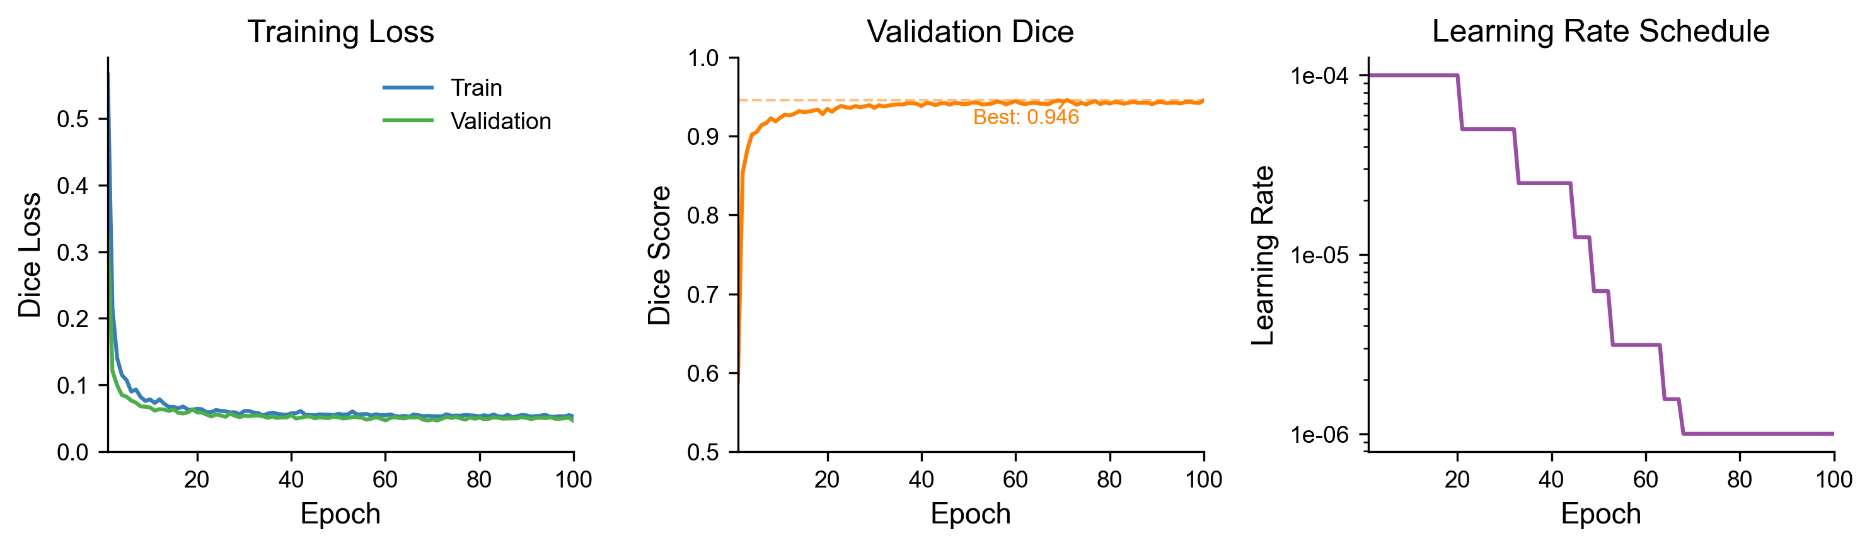 Training Loss
Train
Validation
0.5
0.4
0.3
0.2
0.1
0.0
Dice Loss
20 40 60 80 100
Epoch
Validation Dice
1.0
0.9
0.8
0.7
0.6
0.5
Dice Score
Best: 0.946
20 40 60 80 100
Epoch
Learning Rate Schedule
1e-04
1e-05
1e-06
Learning Rate
20 40 60 80 100
Epoch